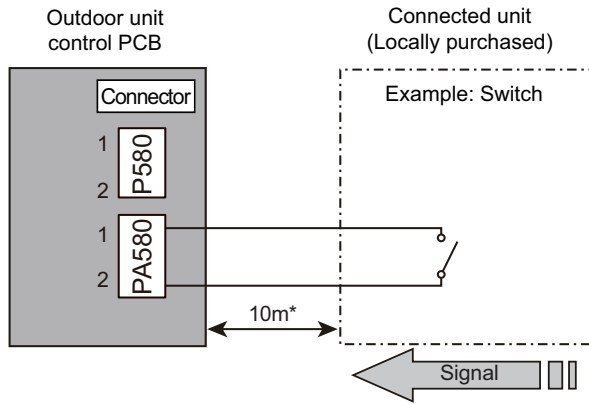 Outdoor unit
control PCB
Connected unit
(Locally purchased)
Connector
Example: Switch
1
2
P580
1
2
PA580
10m*
Signal